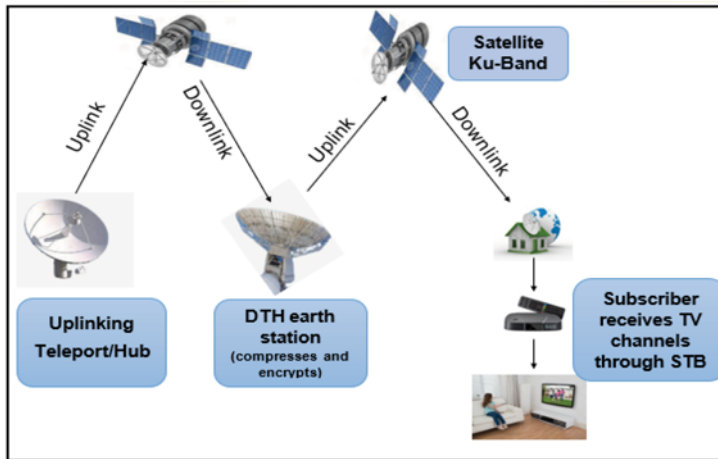 Satellite
Ku-Band
Uplink
Downlink
Uplink
Downlink
Uplinking
Teleport/Hub
DTH earth
station
(compresses and
encrypts)
Subscriber
receives TV
channels
through STB